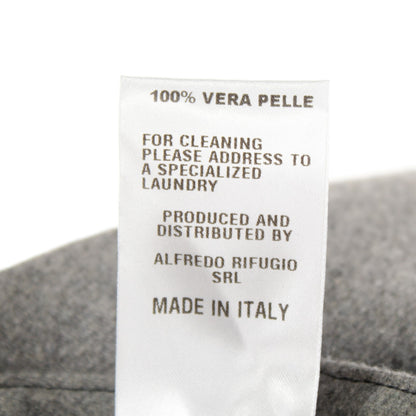 100% VERA PELLE
FOR CLEANING
PLEASE ADDRESS TO
A SPECIALIZED
LAUNDRY
PRODUCED AND
DISTRIBUTED BY
ALFREDO RIFUGIO
SRL
MADE IN ITALY